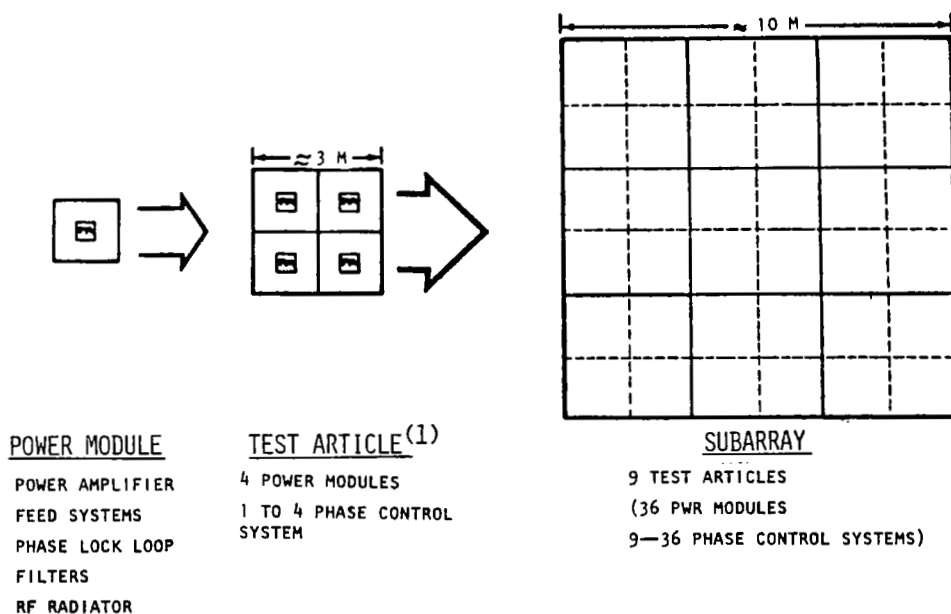 ≈ 10 M
≈ 3 M
POWER MODULE
POWER AMPLIFIER
FEED SYSTEMS
PHASE LOCK LOOP
FILTERS
RF RADIATOR
TEST ARTICLE(1)
4 POWER MODULES
1 TO 4 PHASE CONTROL
SYSTEM
SUBARRAY
9 TEST ARTICLES
(36 PWR MODULES
9—36 PHASE CONTROL SYSTEMS)